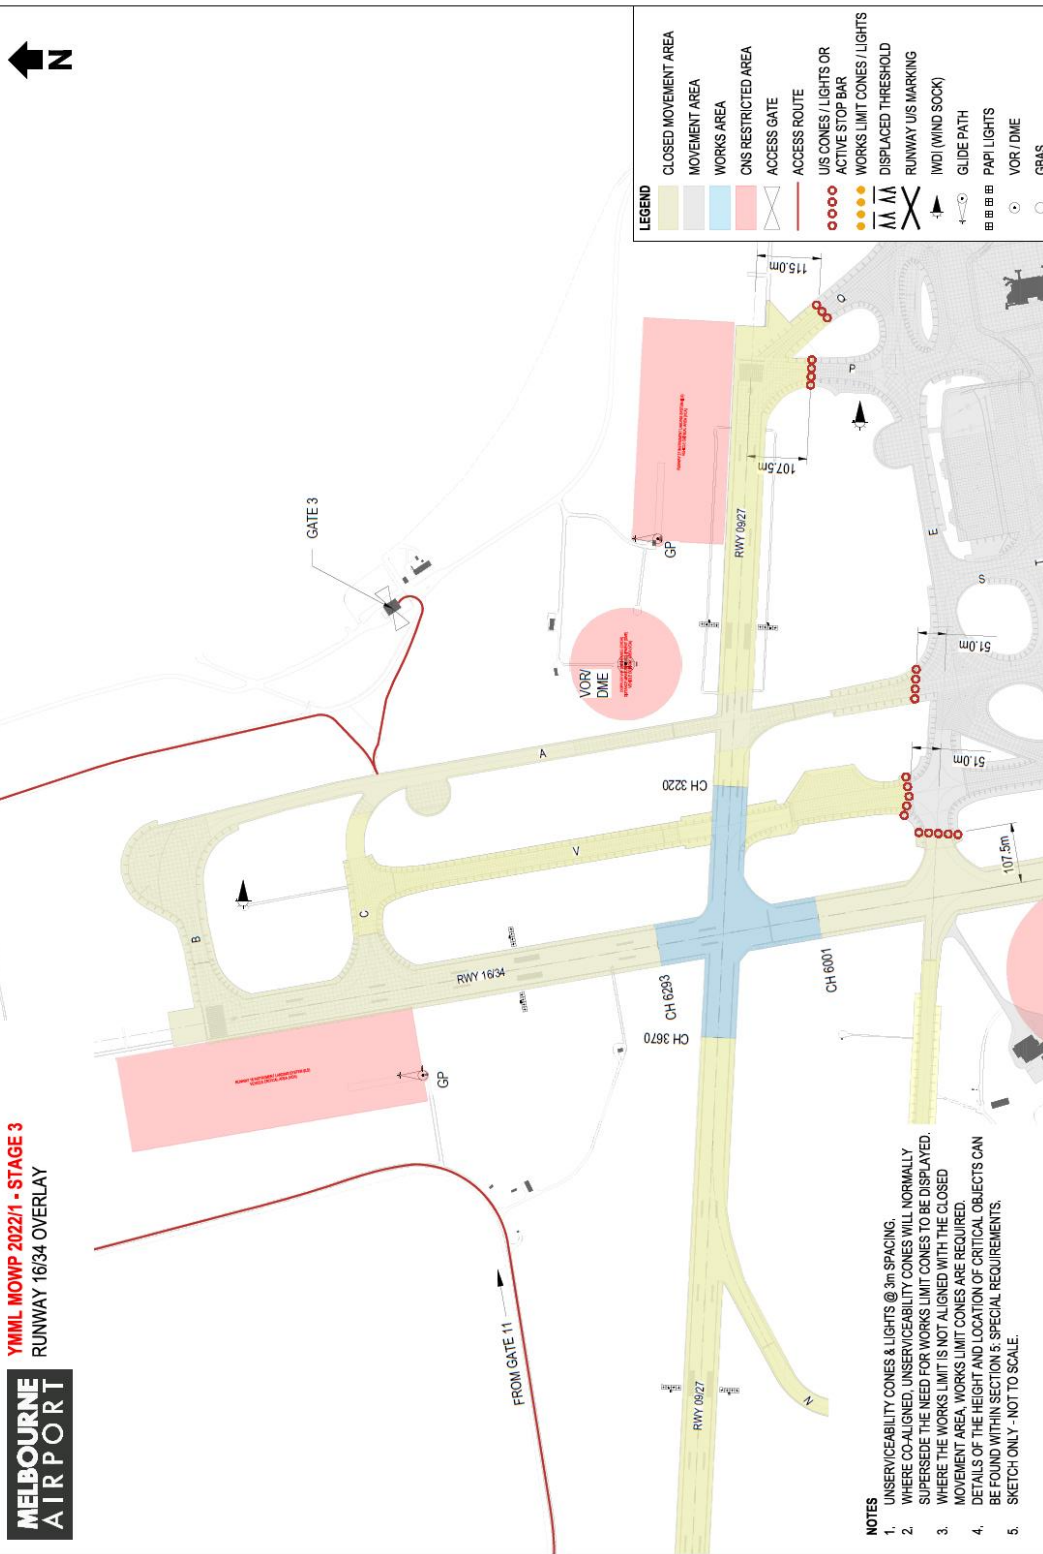 MELBOURNE
AIRPORT
YMML MOWP 2022/1 - STAGE 3
RUNWAY 16/34 OVERLAY
N
LEGEND
CLOSED MOVEMENT AREA
MOVEMENT AREA
WORKS AREA
CNS RESTRICTED AREA
ACCESS GATE
ACCESS ROUTE
U/S CONES / LIGHTS OR
ACTIVE STOP BAR
WORKS LIMIT CONES / LIGHTS
DISPLACED THRESHOLD
RUNWAY U/S MARKING
IWDI (WIND SOCK)
GLIDE PATH
PAPI LIGHTS
VOR / DME
GBAS
GATE 3
FROM GATE 11
GP
B
C
RWY 16/34
A
V
VOR/
DME
GP
RWY 09/27
CH 3220
CH 6293
CH 3670
CH 6001
RWY 09/27
N
107.5m
115.0m
Q
P
E
S
51.0m
51.0m
107.5m
NOTES
1. UNSERVICEABILITY CONES & LIGHTS @ 3m SPACING.
2. WHERE CO-ALIGNED, UNSERVICEABILITY CONES WILL NORMALLY
SUPERSEDE THE NEED FOR WORKS LIMIT CONES TO BE DISPLAYED.
3. WHERE THE WORKS LIMIT IS NOT ALIGNED WITH THE CLOSED
MOVEMENT AREA, WORKS LIMIT CONES ARE REQUIRED.
4. DETAILS OF THE HEIGHT AND LOCATION OF CRITICAL OBJECTS CAN
BE FOUND WITHIN SECTION 5: SPECIAL REQUIREMENTS.
5. SKETCH ONLY - NOT TO SCALE.